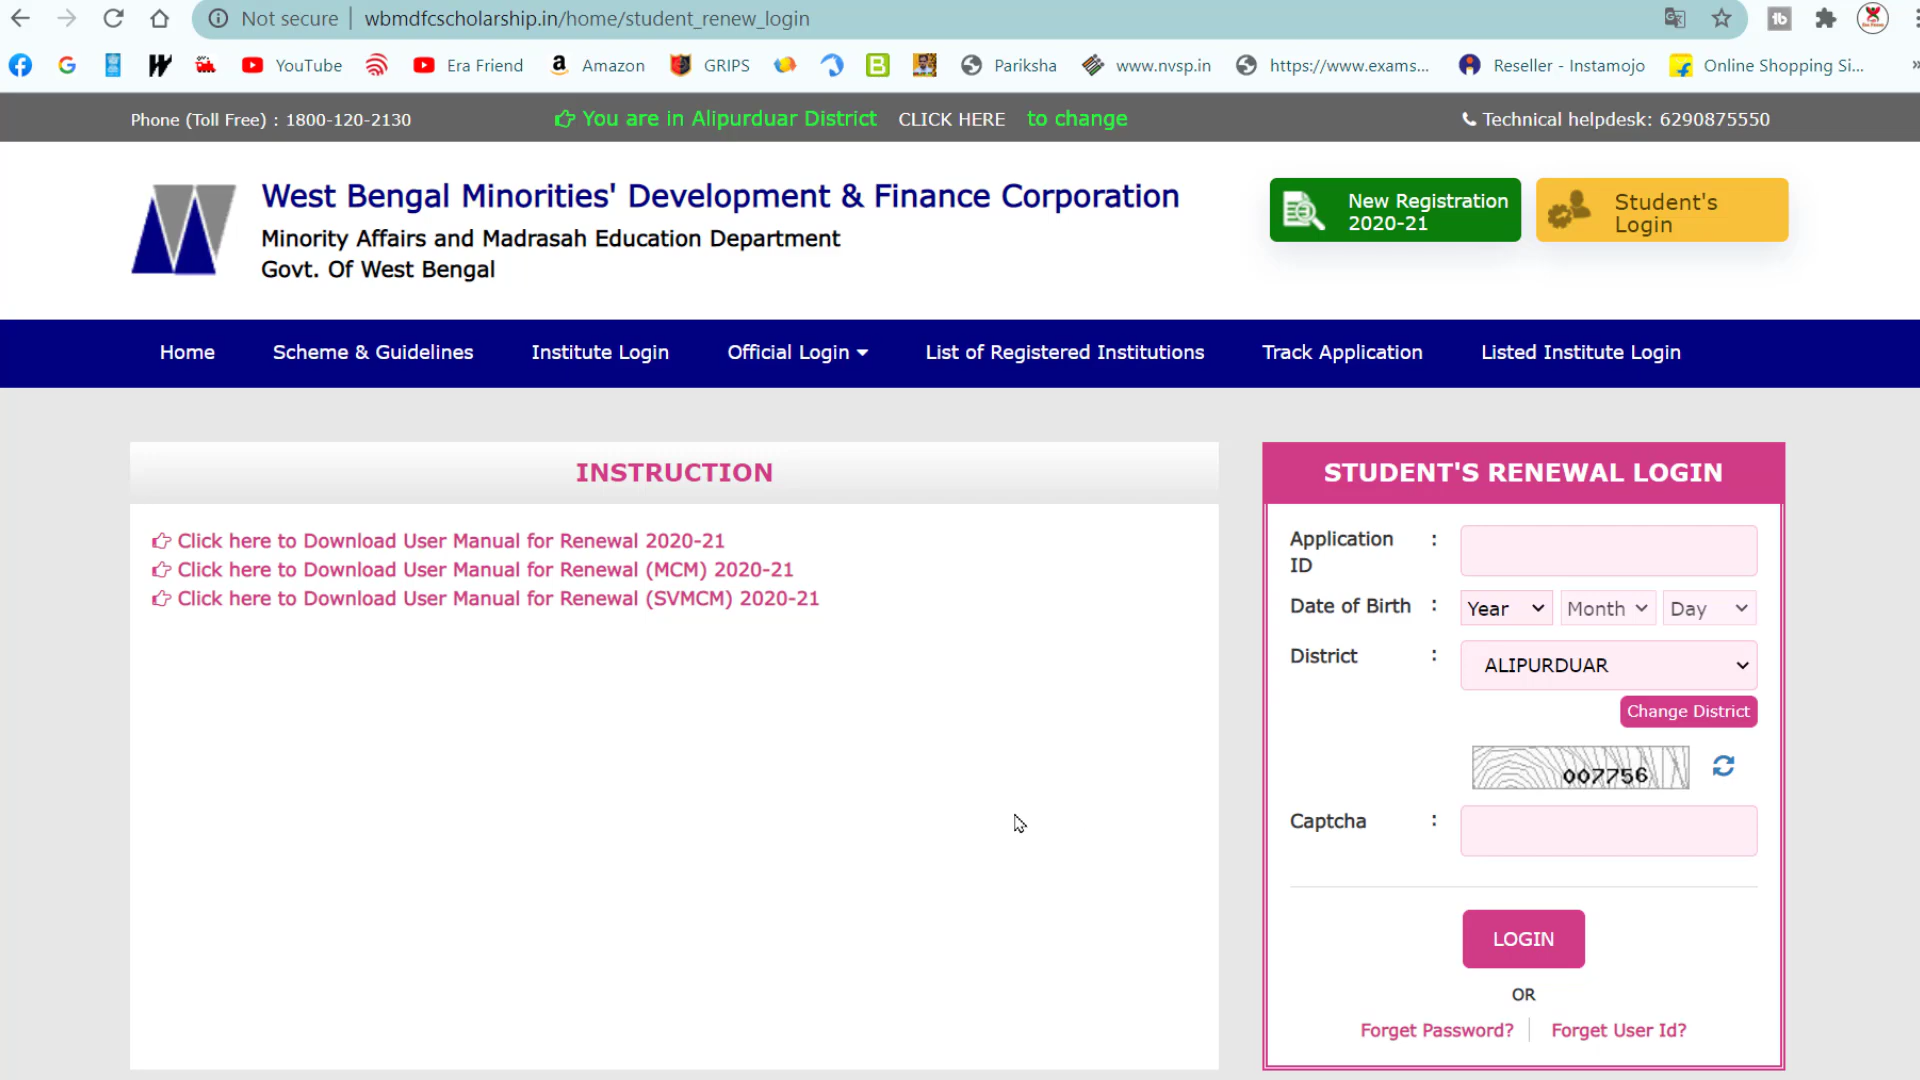 Not secure wbmdfcscholarship.in/home/student_renew_login
YouTube Era Friend Amazon GRIPS Pariksha www.nvsp.in https://www.exams... Reseller - Instamojo Online Shopping Si... »
Phone (Toll Free) : 1800-120-2130 You are in Alipurduar District CLICK HERE to change Technical helpdesk: 6290875550
West Bengal Minorities' Development & Finance Corporation
Minority Affairs and Madrasah Education Department
Govt. Of West Bengal
New Registration
2020-21
Student's
Login
Home Scheme & Guidelines Institute Login Official Login List of Registered Institutions Track Application Listed Institute Login
INSTRUCTION
Click here to Download User Manual for Renewal 2020-21
Click here to Download User Manual for Renewal (MCM) 2020-21
Click here to Download User Manual for Renewal (SVMCM) 2020-21
STUDENT'S RENEWAL LOGIN
Application :
ID
Date of Birth : Year Month Day
District : ALIPURDUAR
Change District
007756
Captcha :
LOGIN
OR
Forget Password? Forget User Id?